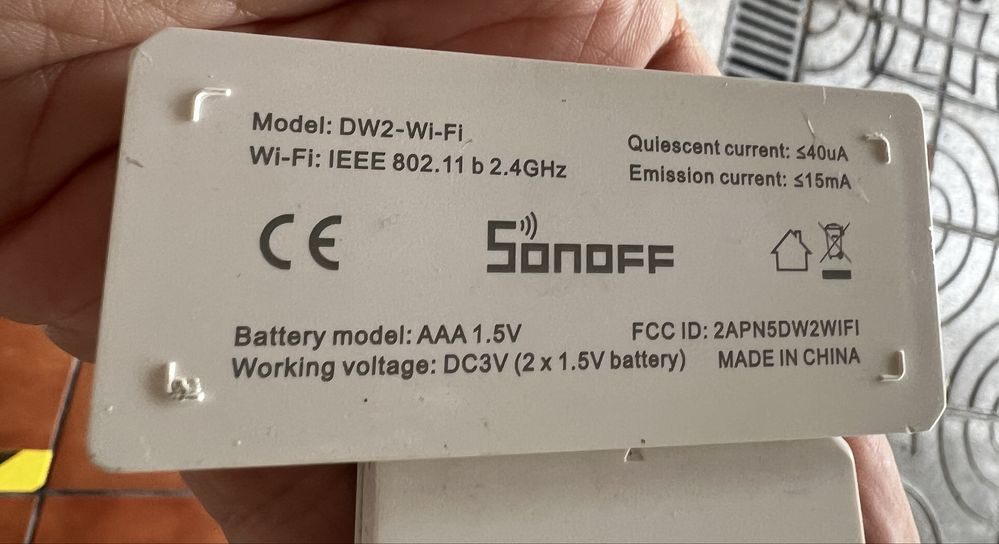 Model: DW2-Wi-Fi
Wi-Fi: IEEE 802.11 b 2.4GHz
Quiescent current: ≤40uA
Emission current: ≤15mA
CE
SONOFF
Battery model: AAA 1.5V
Working voltage: DC3V (2 x 1.5V battery)
FCC ID: 2APN5DW2WIFI
MADE IN CHINA